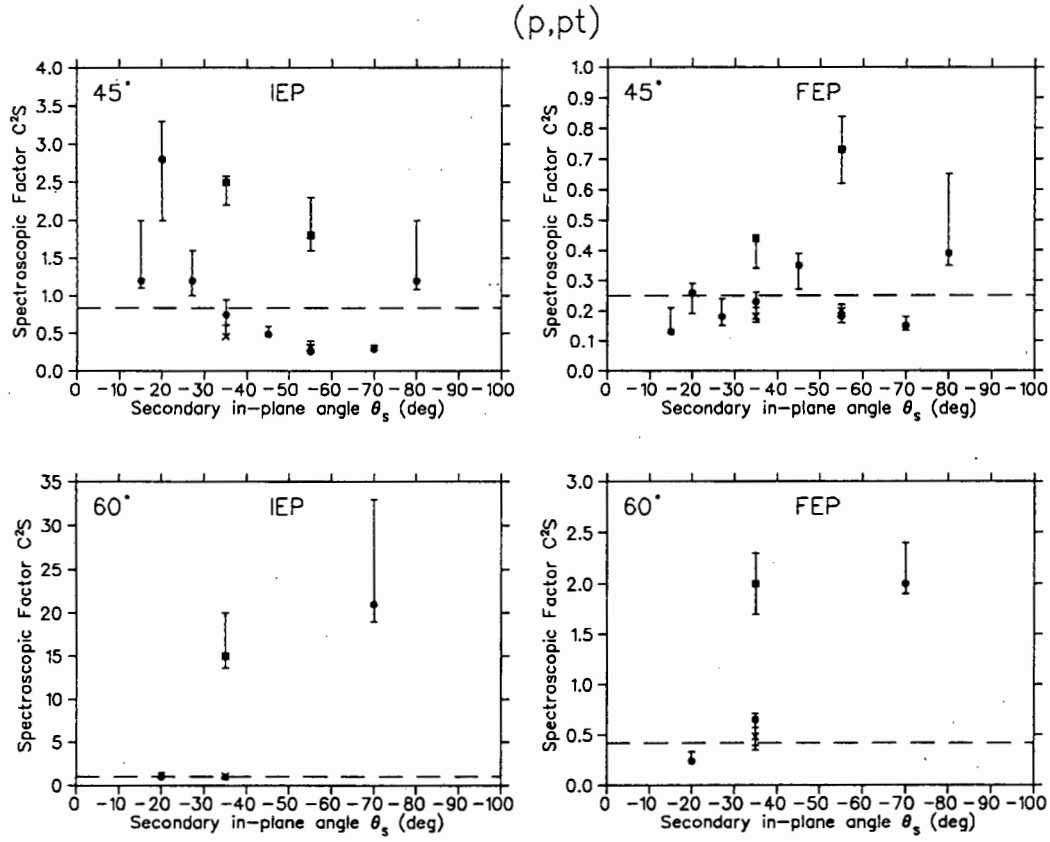 (p,pt)
45° IEP
Spectroscopic Factor C²S
4.0
3.5
3.0
2.5
2.0
1.5
1.0
0.5
0.0
0 -10 -20 -30 -40 -50 -60 -70 -80 -90 -100
Secondary in-plane angle θs (deg)
45° FEP
Spectroscopic Factor C²S
1.0
0.9
0.8
0.7
0.6
0.5
0.4
0.3
0.2
0.1
0.0
0 -10 -20 -30 -40 -50 -60 -70 -80 -90 -100
Secondary in-plane angle θs (deg)
60° IEP
Spectroscopic Factor C²S
35
30
25
20
15
10
5
0
0 -10 -20 -30 -40 -50 -60 -70 -80 -90 -100
Secondary in-plane angle θs (deg)
60° FEP
Spectroscopic Factor C²S
3.0
2.5
2.0
1.5
1.0
0.5
0.0
0 -10 -20 -30 -40 -50 -60 -70 -80 -90 -100
Secondary in-plane angle θs (deg)